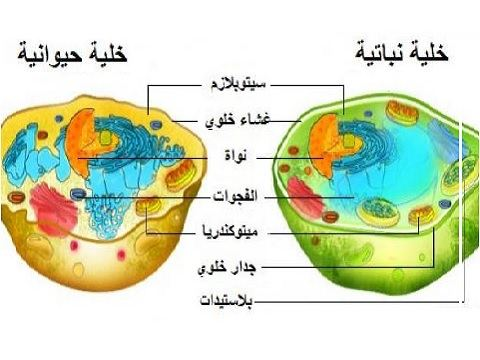 خلية نباتية
خلية حيوانية
سيتوبلازم
غشاء خلوي
نواة
الفجوات
ميتوكندريا
جدار خلوي
بلاستيدات